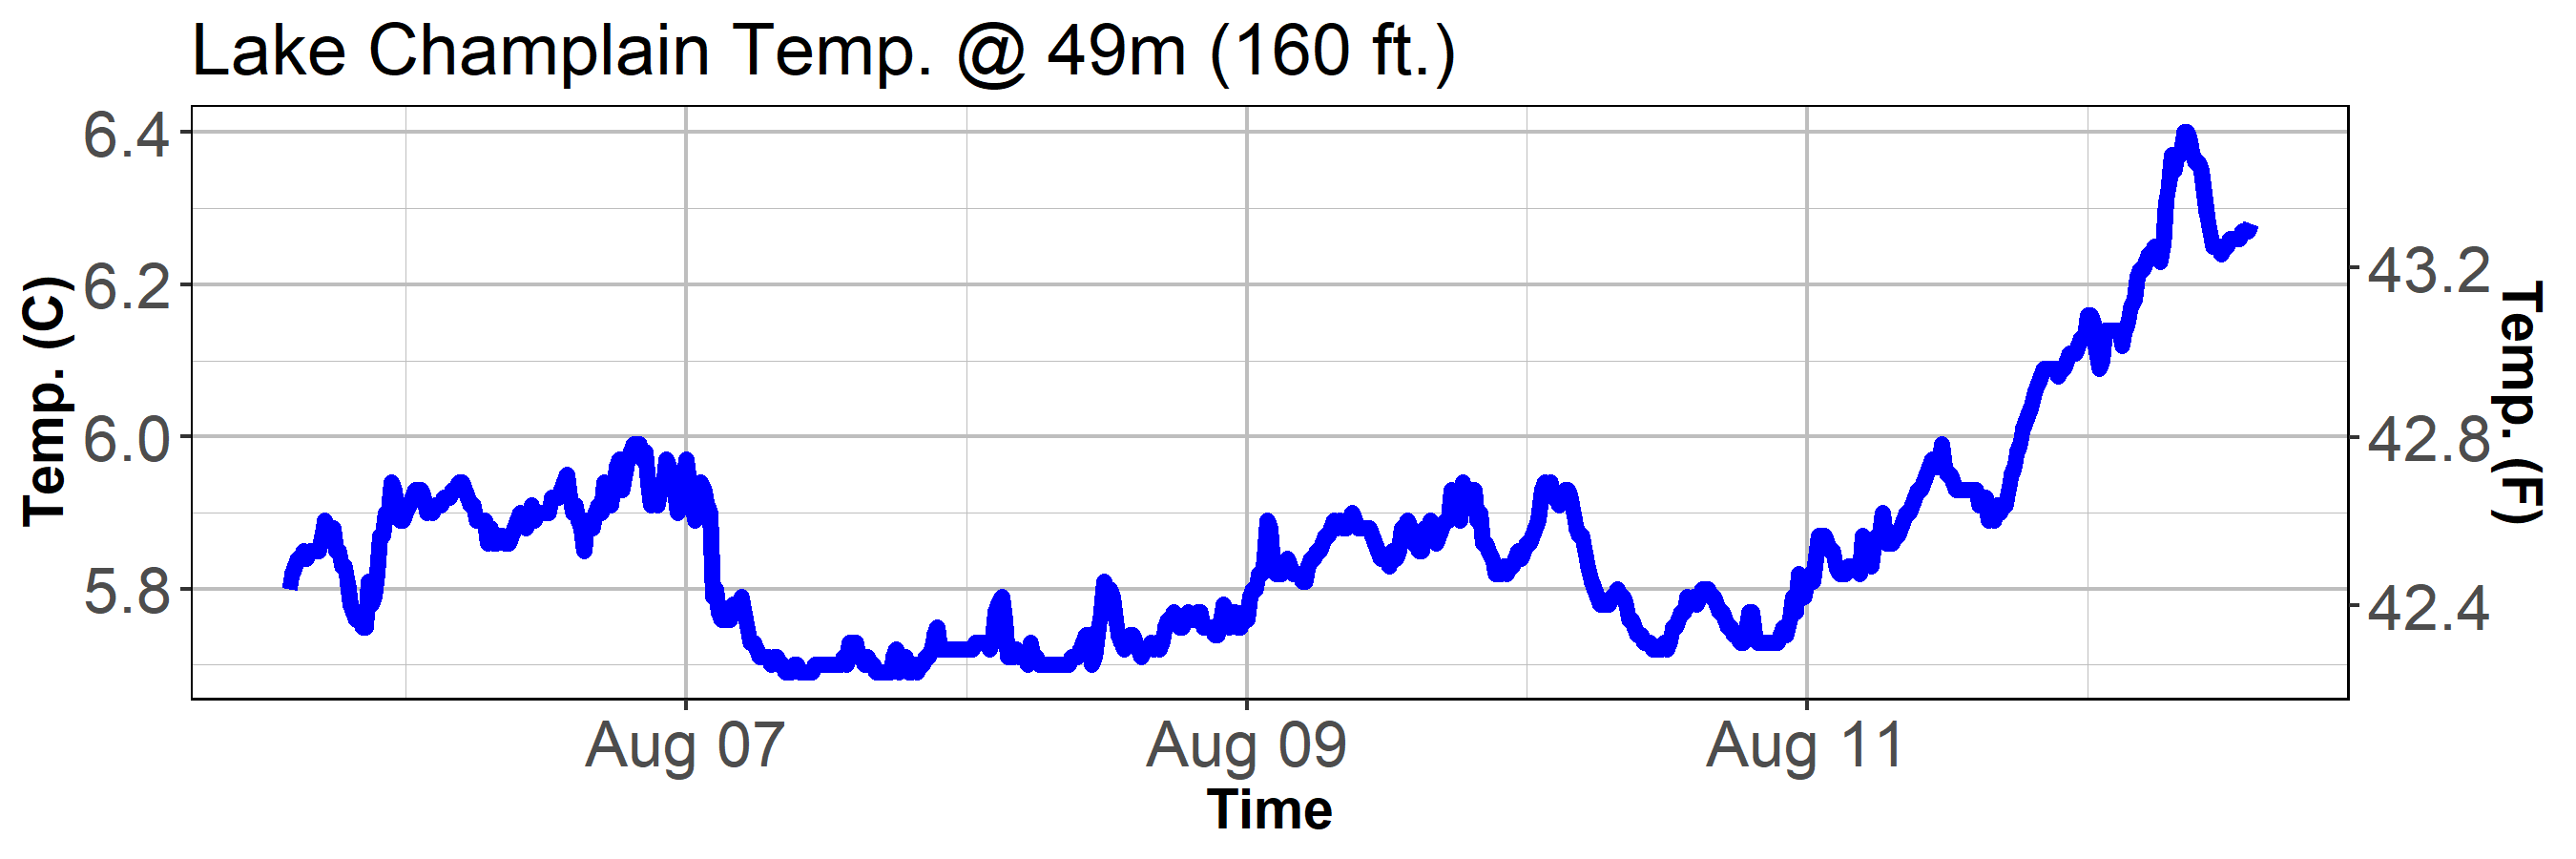 Lake Champlain Temp. @ 49m (160 ft.)
Temp. (C)
6.4
6.2
6.0
5.8
43.2
42.8
42.4
Temp. (F)
Aug 07 Aug 09 Aug 11
Time